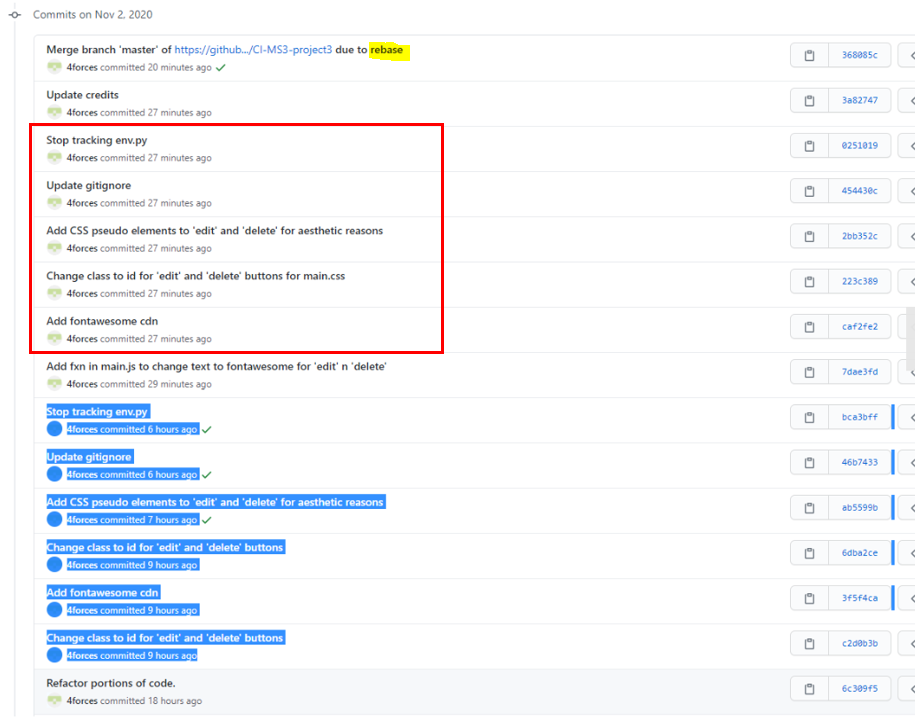 Commits on Nov 2, 2020
Merge branch 'master' of https://github.../CI-MS3-project3 due to rebase
4forces committed 20 minutes ago
368085c
Update credits
4forces committed 27 minutes ago
3a82747
Stop tracking env.py
4forces committed 27 minutes ago
0251019
Update gitignore
4forces committed 27 minutes ago
454430c
Add CSS pseudo elements to 'edit' and 'delete' for aesthetic reasons
4forces committed 27 minutes ago
2bb352c
Change class to id for 'edit' and 'delete' buttons for main.css
4forces committed 27 minutes ago
223c389
Add fontawesome cdn
4forces committed 27 minutes ago
caf2fe2
Add fxn in main.js to change text to fontawesome for 'edit' n 'delete'
4forces committed 29 minutes ago
7dae3fd
Stop tracking env.py
4forces committed 6 hours ago
bca3bff
Update gitignore
4forces committed 6 hours ago
46b7433
Add CSS pseudo elements to 'edit' and 'delete' for aesthetic reasons
4forces committed 7 hours ago
ab5599b
Change class to id for 'edit' and 'delete' buttons
4forces committed 9 hours ago
6dba2ce
Add fontawesome cdn
4forces committed 9 hours ago
3f5f4ca
Change class to id for 'edit' and 'delete' buttons
4forces committed 9 hours ago
c2d0b3b
Refactor portions of code.
4forces committed 18 hours ago
6c309f5